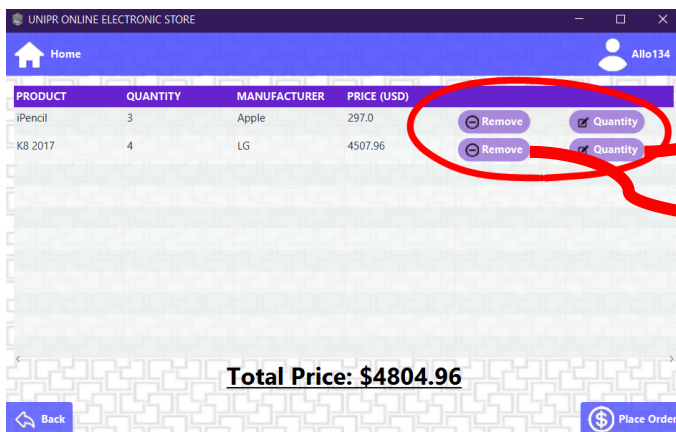 UNIPR ONLINE ELECTRONIC STORE
Home Allo134
PRODUCT QUANTITY MANUFACTURER PRICE (USD)
iPencil 3 Apple 297.0 Remove Quantity
K8 2017 4 LG 4507.96 Remove Quantity
Total Price: $4804.96
Back Place Order